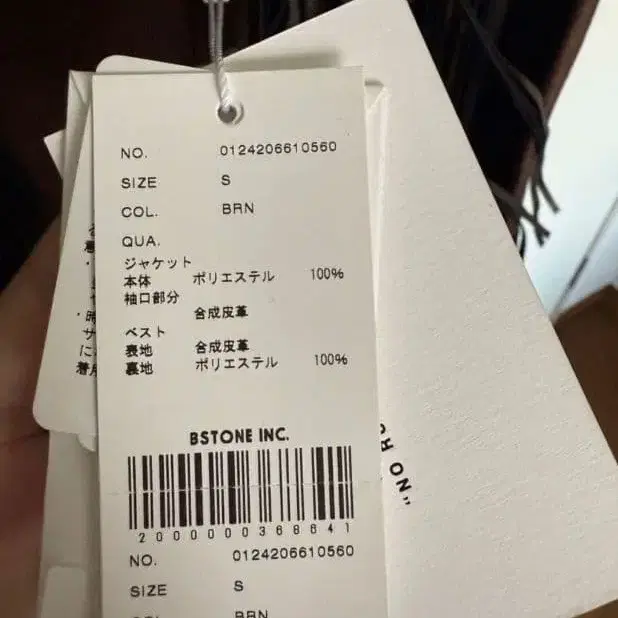 NO. 0124206610560
SIZE S
COL. BRN
QUA.
ジャケット
本体 ポリエステル 100%
袖口部分
合成皮革
ベスト
表地 合成皮革
裏地 ポリエステル 100%
BSTONE INC.
2000000368641
NO. 0124206610560
SIZE S
"NO RU